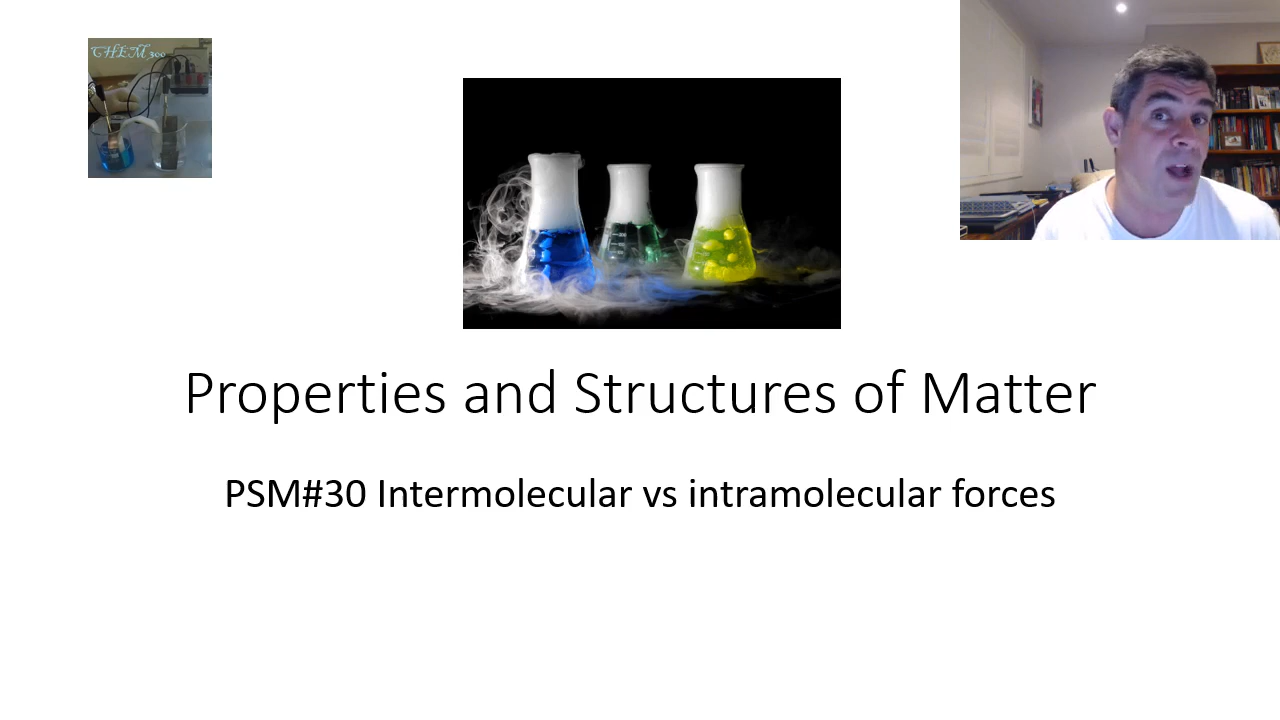 CHEM 300
Properties and Structures of Matter
PSM#30 Intermolecular vs intramolecular forces